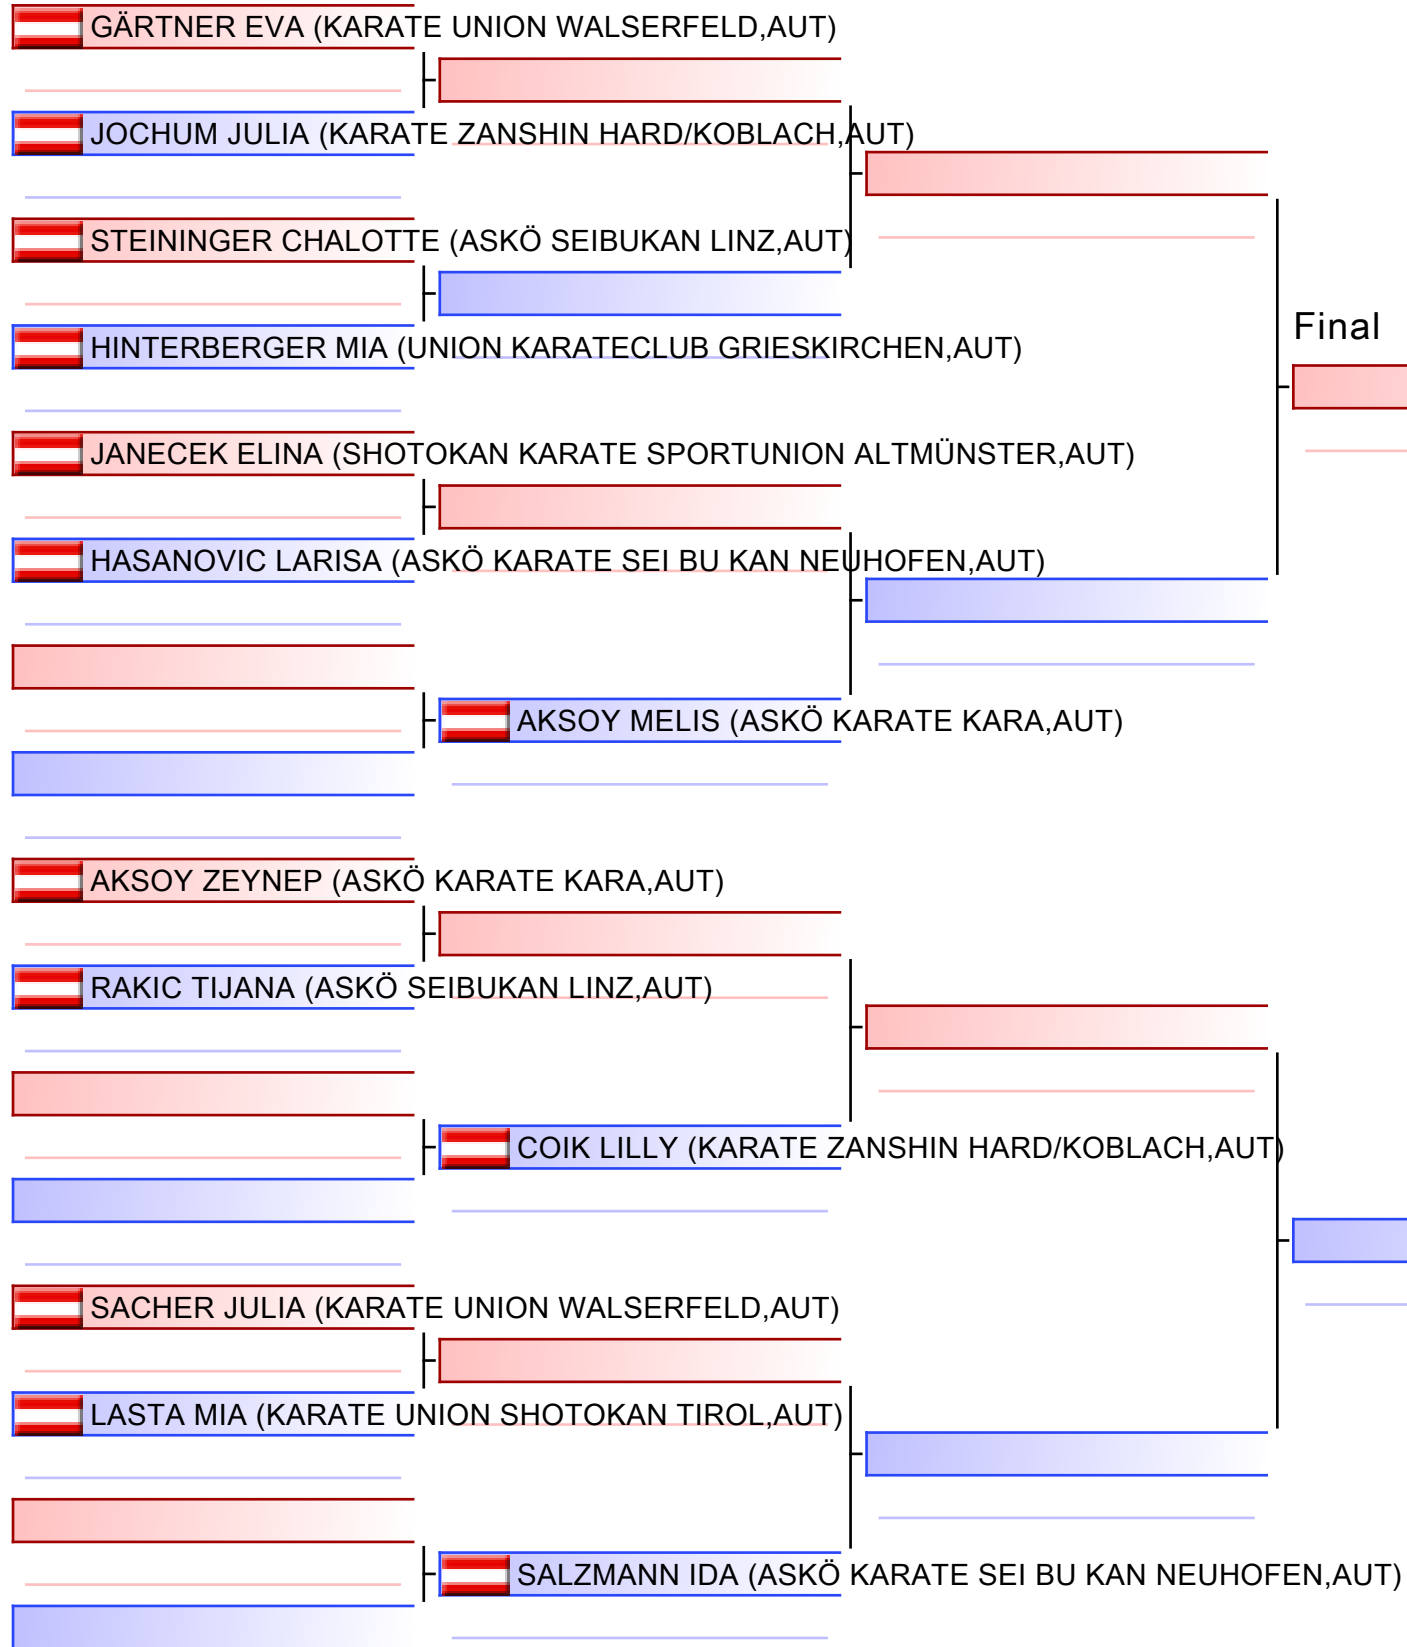 GÄRTNER EVA (KARATE UNION WALSERFELD,AUT)
JOCHUM JULIA (KARATE ZANSHIN HARD/KOBLACH,AUT)
STEININGER CHALOTTE (ASKÖ SEIBUKAN LINZ,AUT)
HINTERBERGER MIA (UNION KARATECLUB GRIESKIRCHEN,AUT)
Final
JANECEK ELINA (SHOTOKAN KARATE SPORTUNION ALTMÜNSTER,AUT)
HASANOVIC LARISA (ASKÖ KARATE SEI BU KAN NEUHOFEN,AUT)
AKSOY MELIS (ASKÖ KARATE KARA,AUT)
AKSOY ZEYNEP (ASKÖ KARATE KARA,AUT)
RAKIC TIJANA (ASKÖ SEIBUKAN LINZ,AUT)
COIK LILLY (KARATE ZANSHIN HARD/KOBLACH,AUT)
SACHER JULIA (KARATE UNION WALSERFELD,AUT)
LASTA MIA (KARATE UNION SHOTOKAN TIROL,AUT)
SALZMANN IDA (ASKÖ KARATE SEI BU KAN NEUHOFEN,AUT)